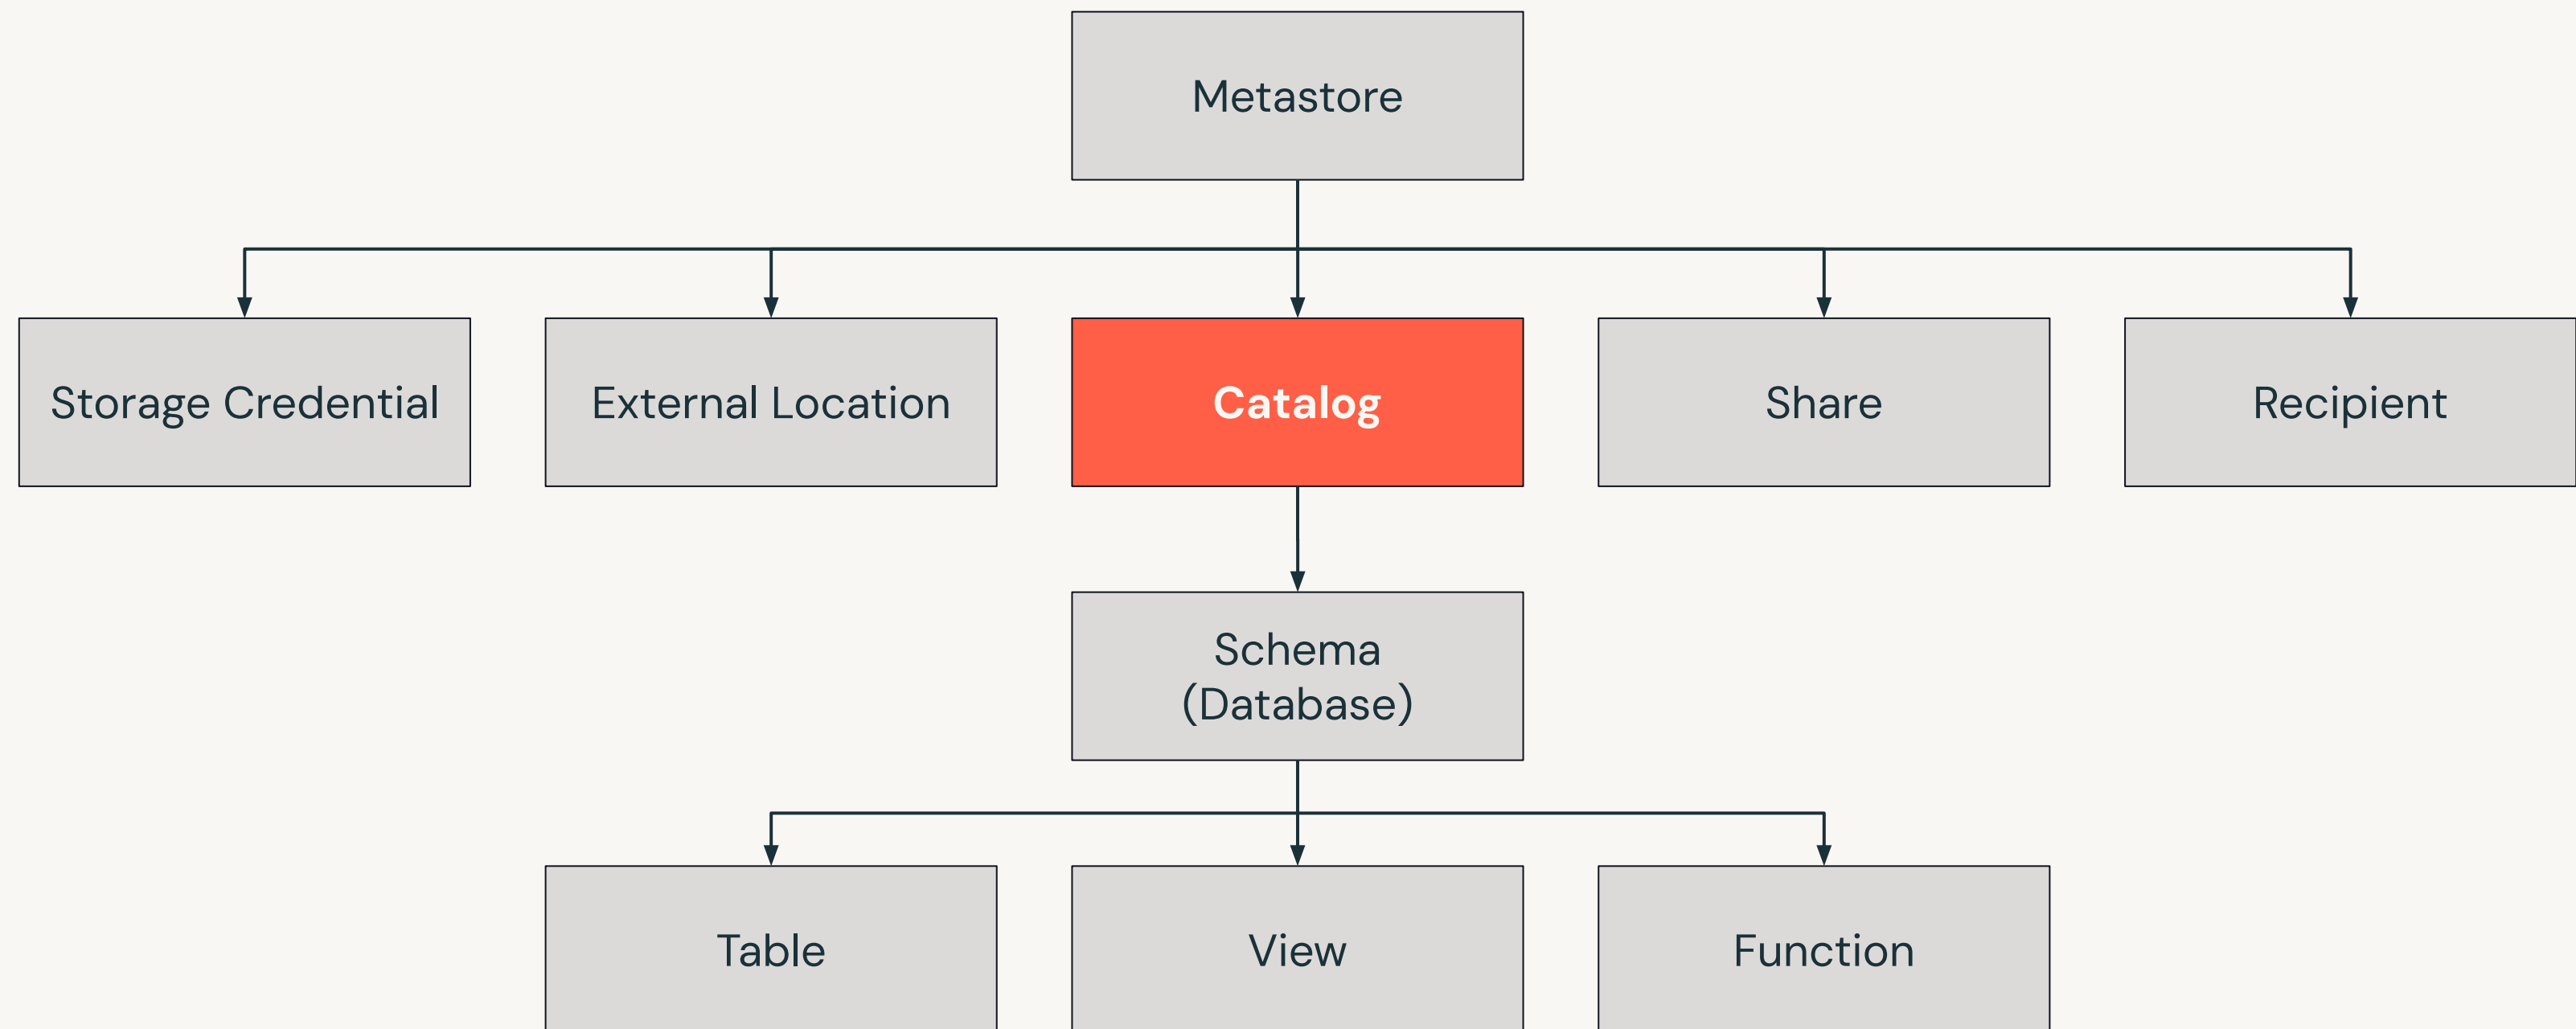 Metastore
Storage Credential
External Location
Catalog
Share
Recipient
Schema
(Database)
Table
View
Function